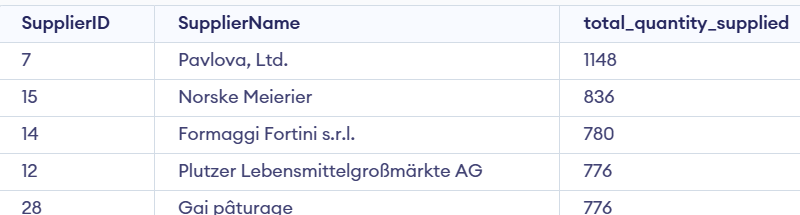 SupplierID SupplierName total_quantity_supplied
7 Pavlova, Ltd. 1148
15 Norske Meierier 836
14 Formaggi Fortini s.r.l. 780
12 Plutzer Lebensmittelgroßmärkte AG 776
28 Gai pâturage 776